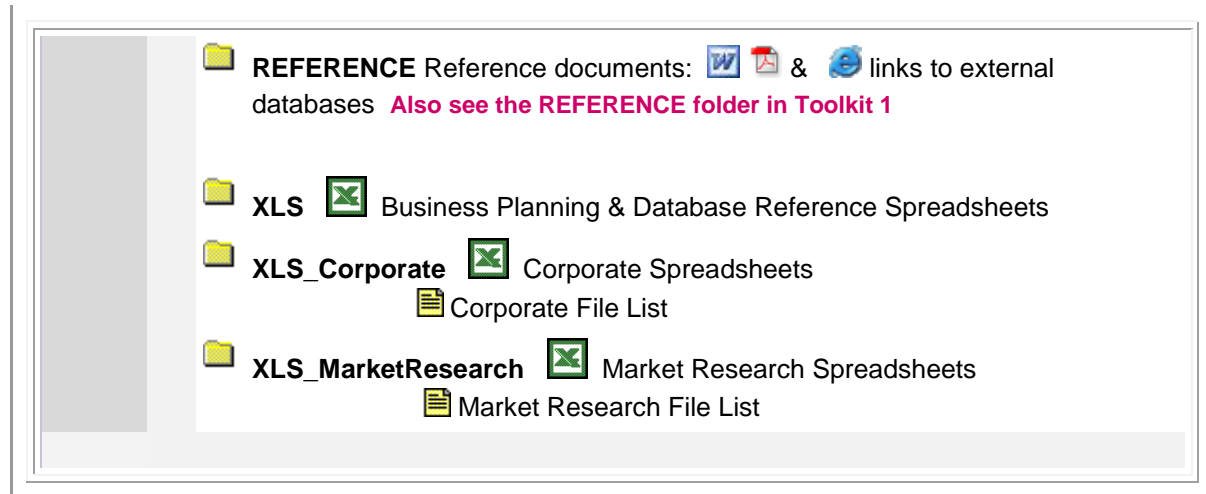 REFERENCE Reference documents: & links to external
databases Also see the REFERENCE folder in Toolkit 1
XLS Business Planning & Database Reference Spreadsheets
XLS_Corporate Corporate Spreadsheets
Corporate File List
XLS_MarketResearch Market Research Spreadsheets
Market Research File List